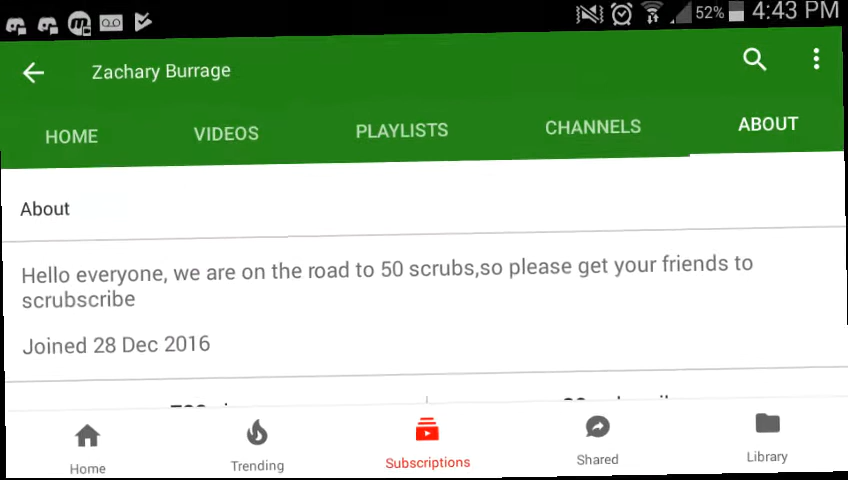 52% 4:43 PM
Zachary Burrage
HOME VIDEOS PLAYLISTS CHANNELS ABOUT
About
Hello everyone, we are on the road to 50 scrubs,so please get your friends to
scrubscribe
Joined 28 Dec 2016
Home Trending Subscriptions Shared Library